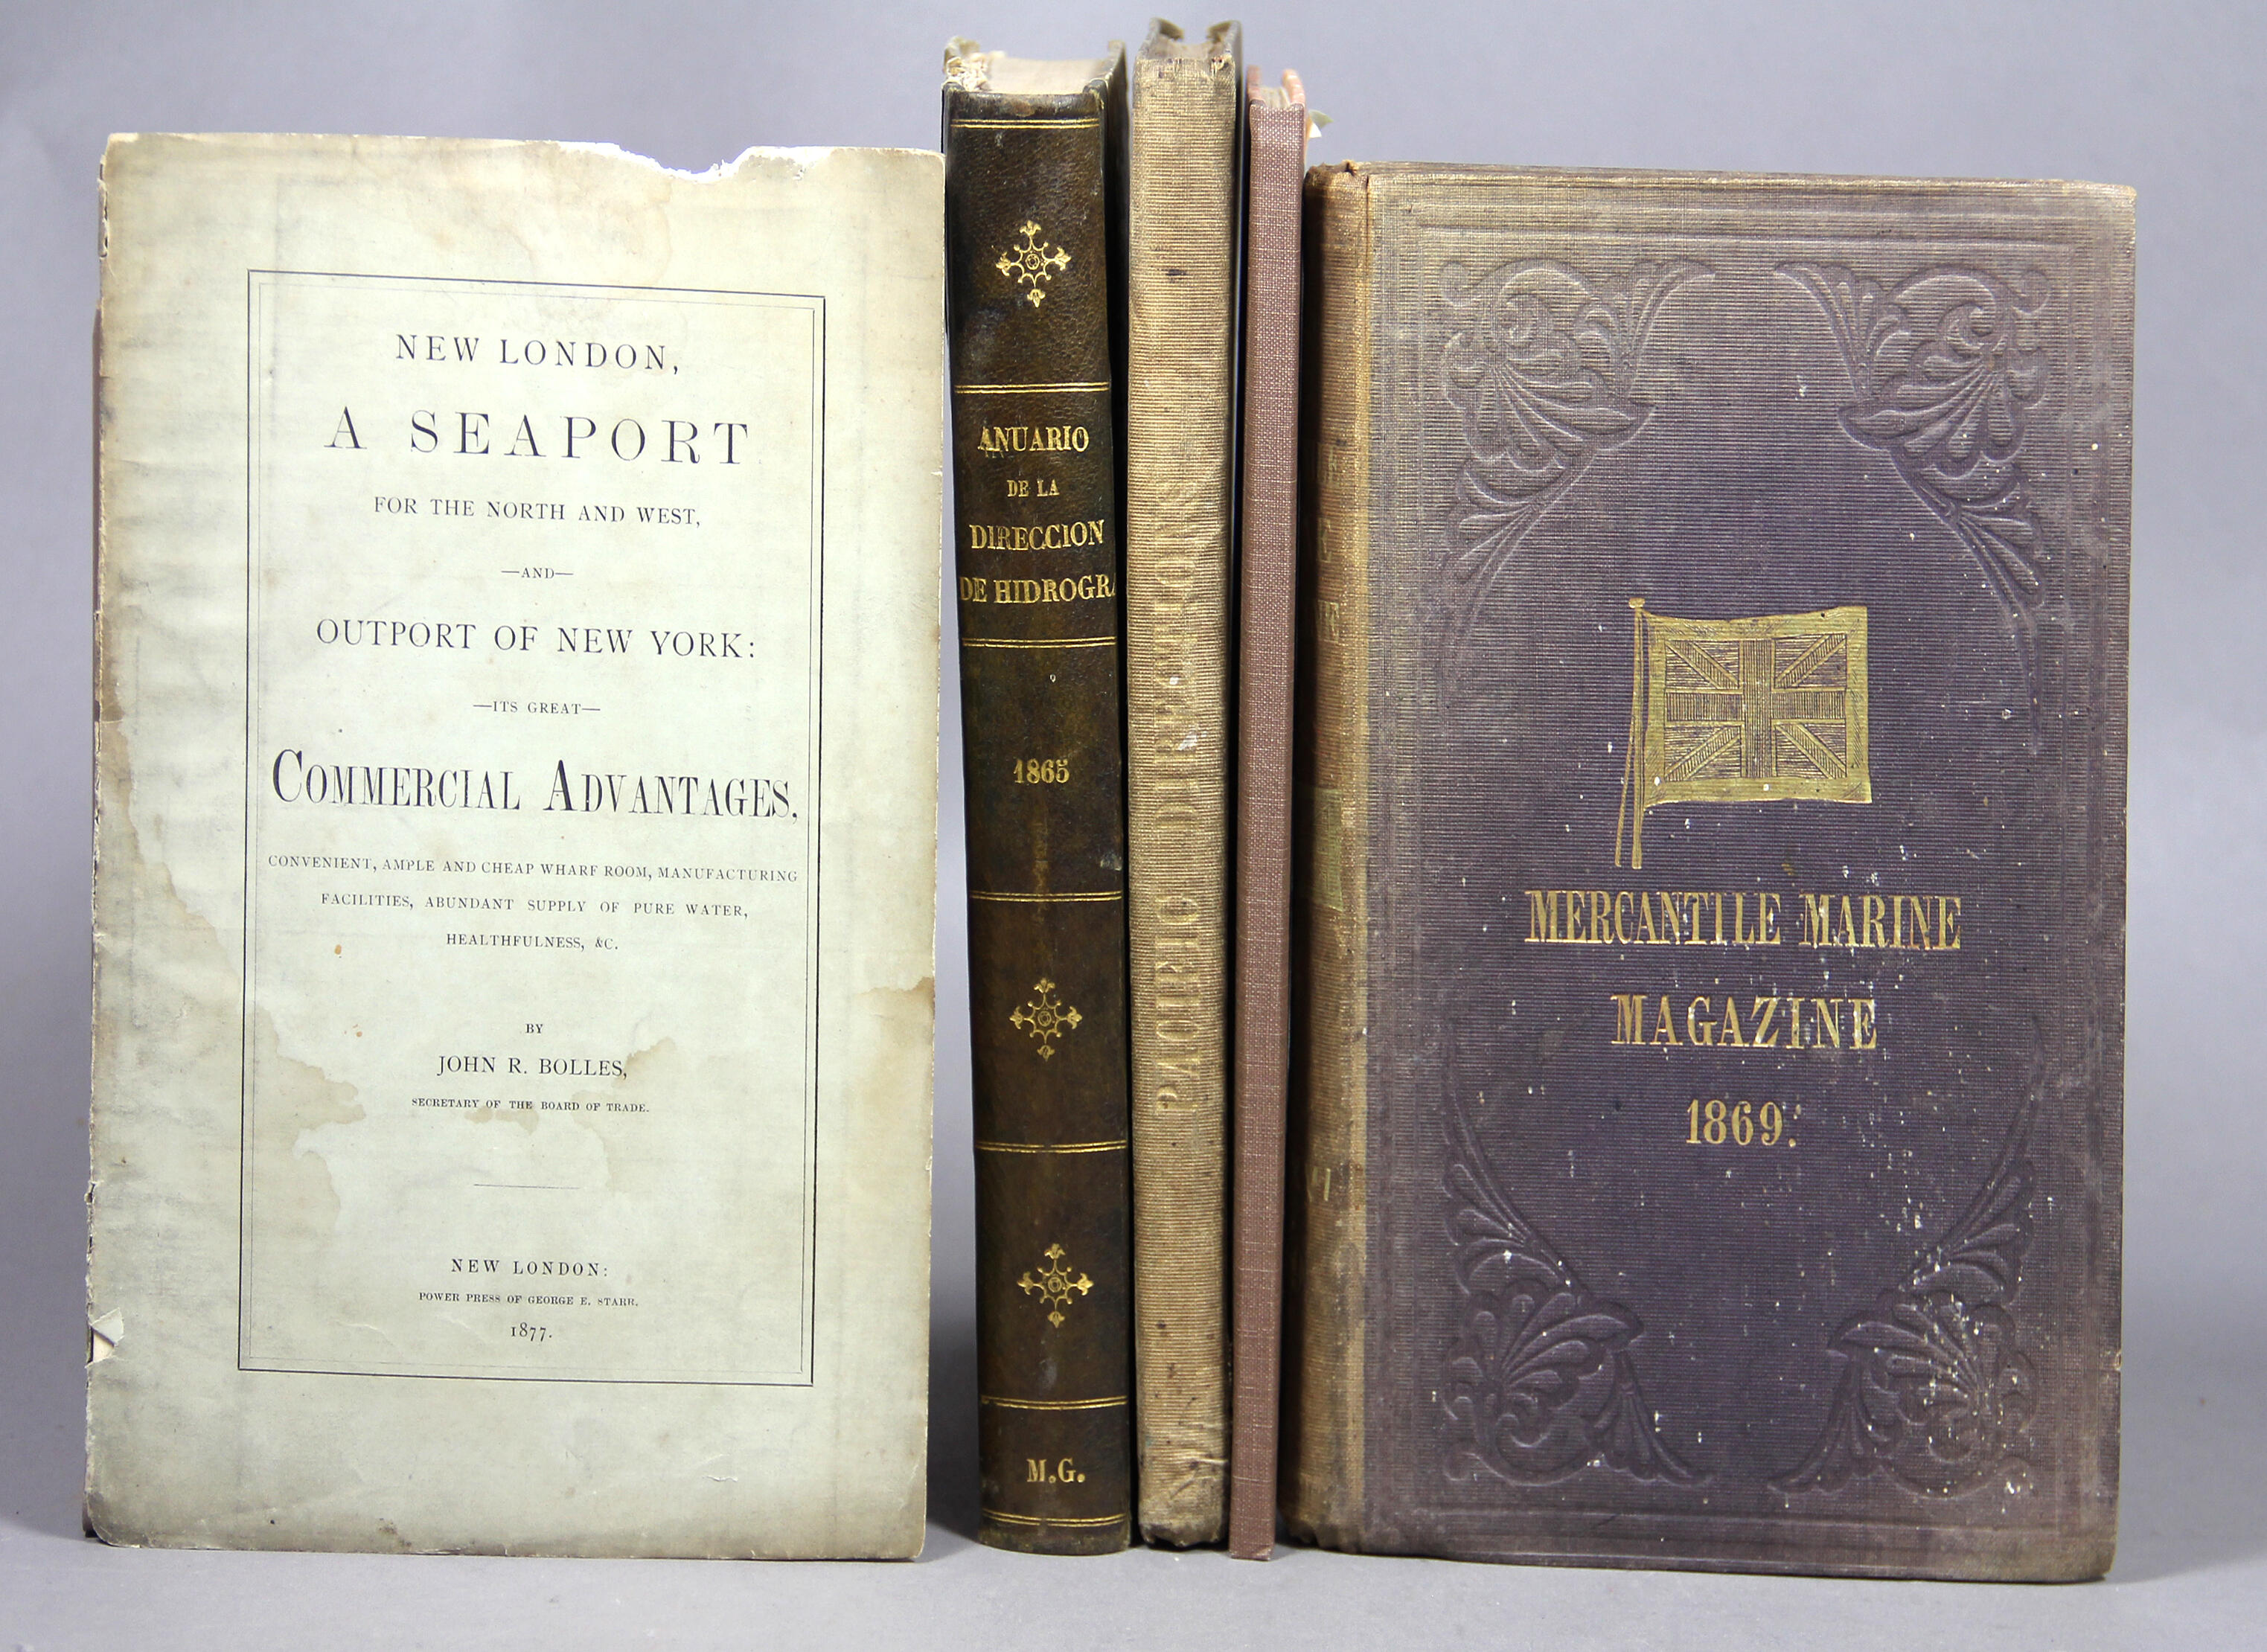 NEW LONDON,
A SEAPORT
FOR THE NORTH AND WEST,
—AND—
OUTPORT OF NEW YORK:
—ITS GREAT—
COMMERCIAL ADVANTAGES.
CONVENIENT, AMPLE AND CHEAP WHARF ROOM, MANUFACTURING
FACILITIES, ABUNDANT SUPPLY OF PURE WATER,
HEALTHFULNESS, &C.
BY
JOHN R. BOLLES,
SECRETARY OF THE BOARD OF TRADE.
NEW LONDON:
POWER PRESS OF GEORGE E. STARR.
1877.
ANUARIO
DE LA
DIRECCION
DE HIDROGRA
1865
M.G.
PACIFIC DIRECTIONS
MERCANTILE MARINE
MAGAZINE
1869.